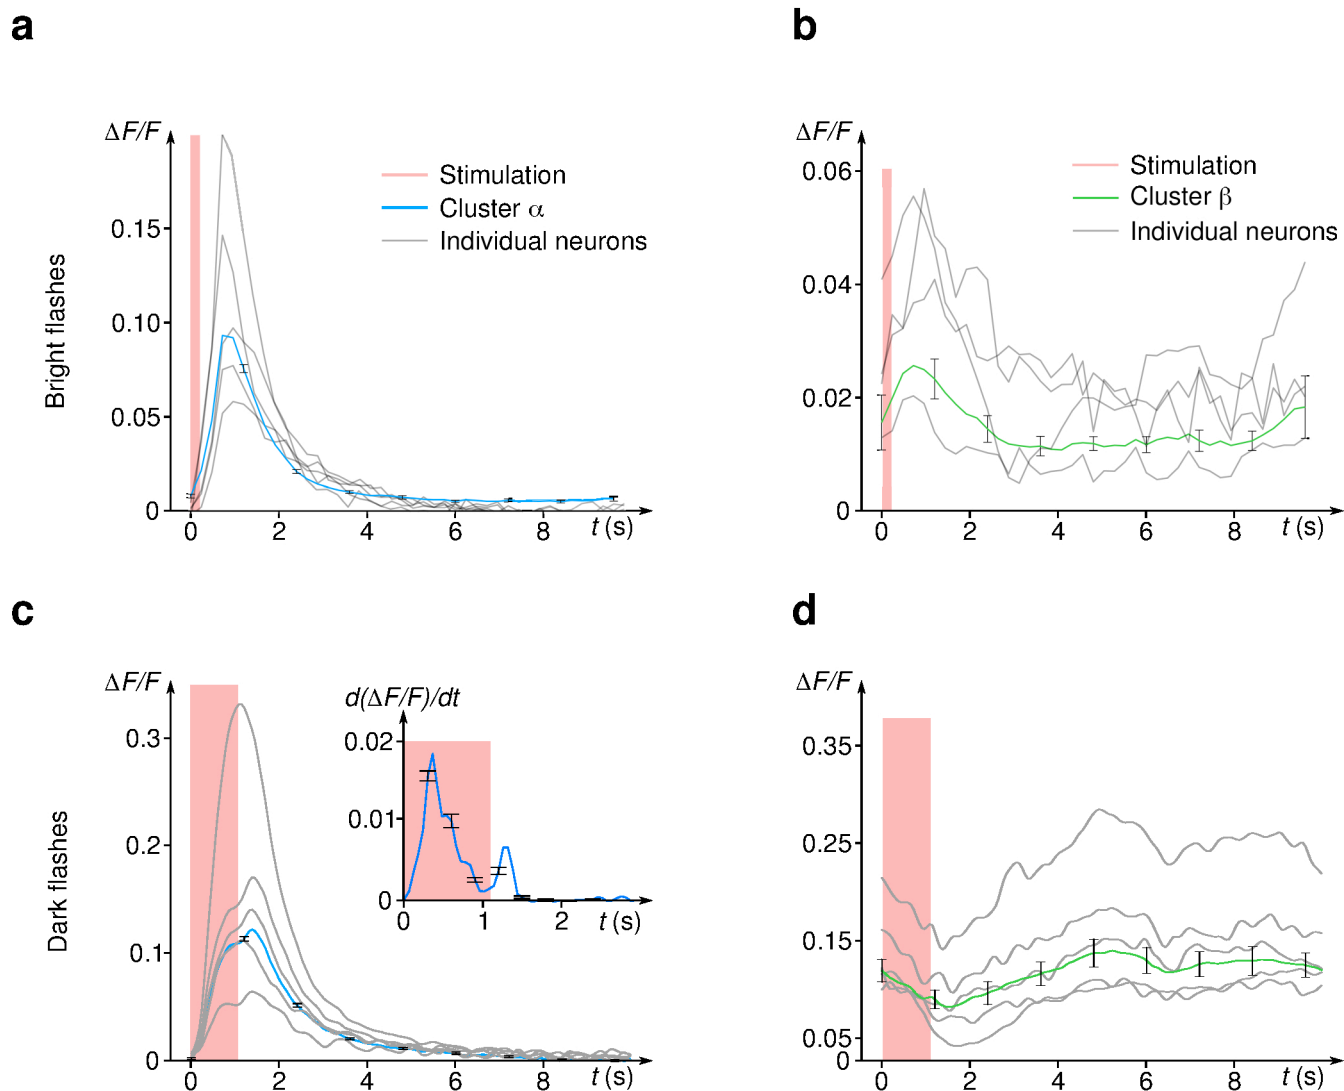 a
ΔF/F
Stimulation
Cluster α
Individual neurons
0.15
0.10
0.05
0
0 2 4 6 8 t (s)
Bright flashes
b
ΔF/F
Stimulation
Cluster β
Individual neurons
0.06
0.04
0.02
0
0 2 4 6 8 t (s)
c
ΔF/F
0.3
0.2
0.1
0
0 2 4 6 8 t (s)
Dark flashes
d(ΔF/F)/dt
0.02
0.01
0
0 1 2 t (s)
d
ΔF/F
0.35
0.25
0.15
0.05
0
0 2 4 6 8 t (s)